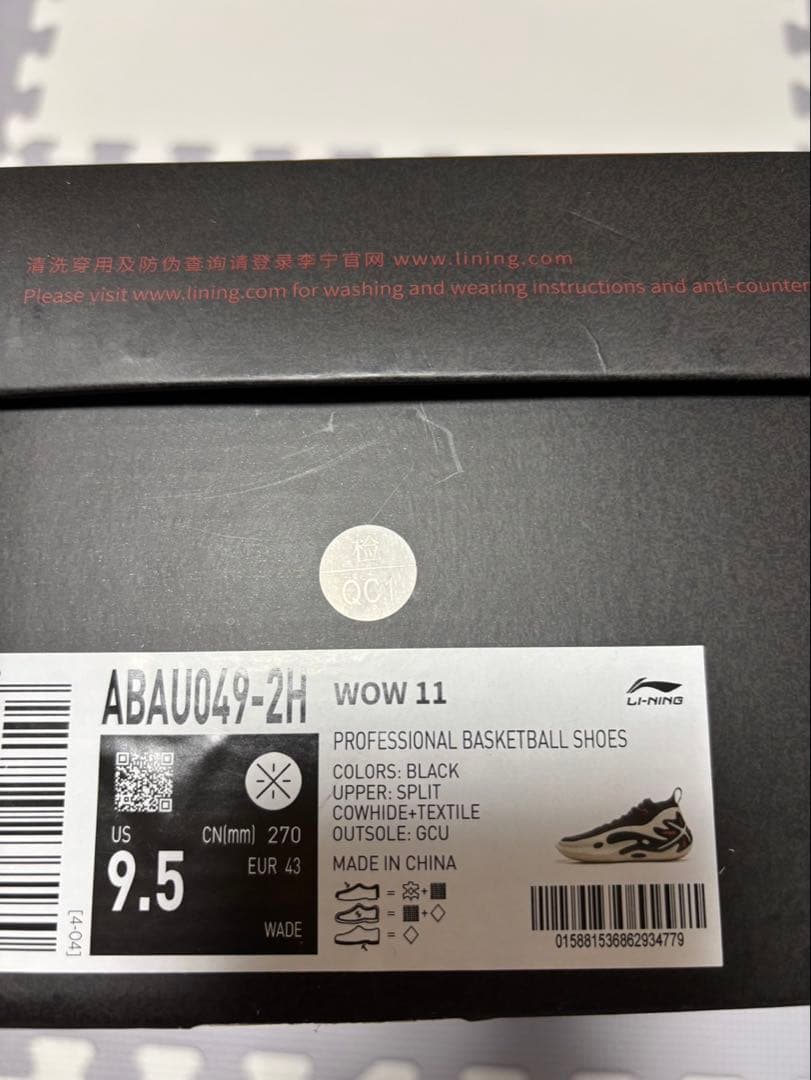 清洗穿用及防伪查询请登录李宁官网 www.lining.com
Please visit www.lining.com for washing and wearing instructions and anti-counter
检
QC1
ABAU049-2H
WOW 11
LI-NING
PROFESSIONAL BASKETBALL SHOES
COLORS: BLACK
UPPER: SPLIT
COWHIDE+TEXTILE
OUTSOLE: GCU
MADE IN CHINA
US
9.5
CN(mm) 270
EUR 43
WADE
[4-04]
015881536862934779